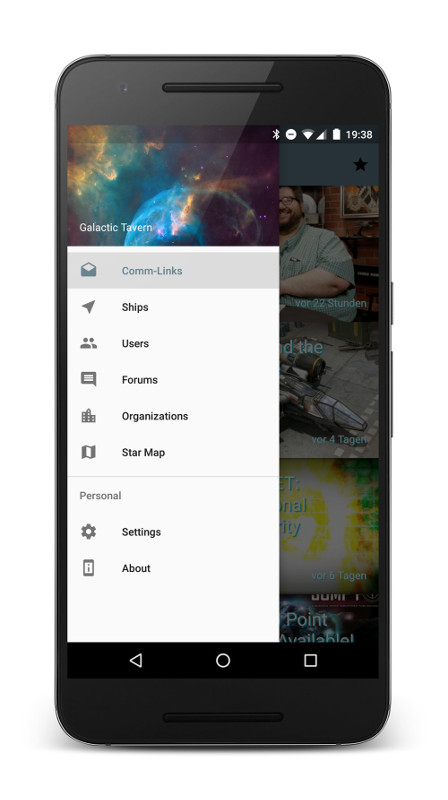 19:38
Galactic Tavern
Comm-Links
Ships
Users
Forums
Organizations
Star Map
Personal
Settings
About
vor 22 Stunden
d the
vor 4 Tagen
ET:
onal
rity
vor 6 Tagen
Point
Available!